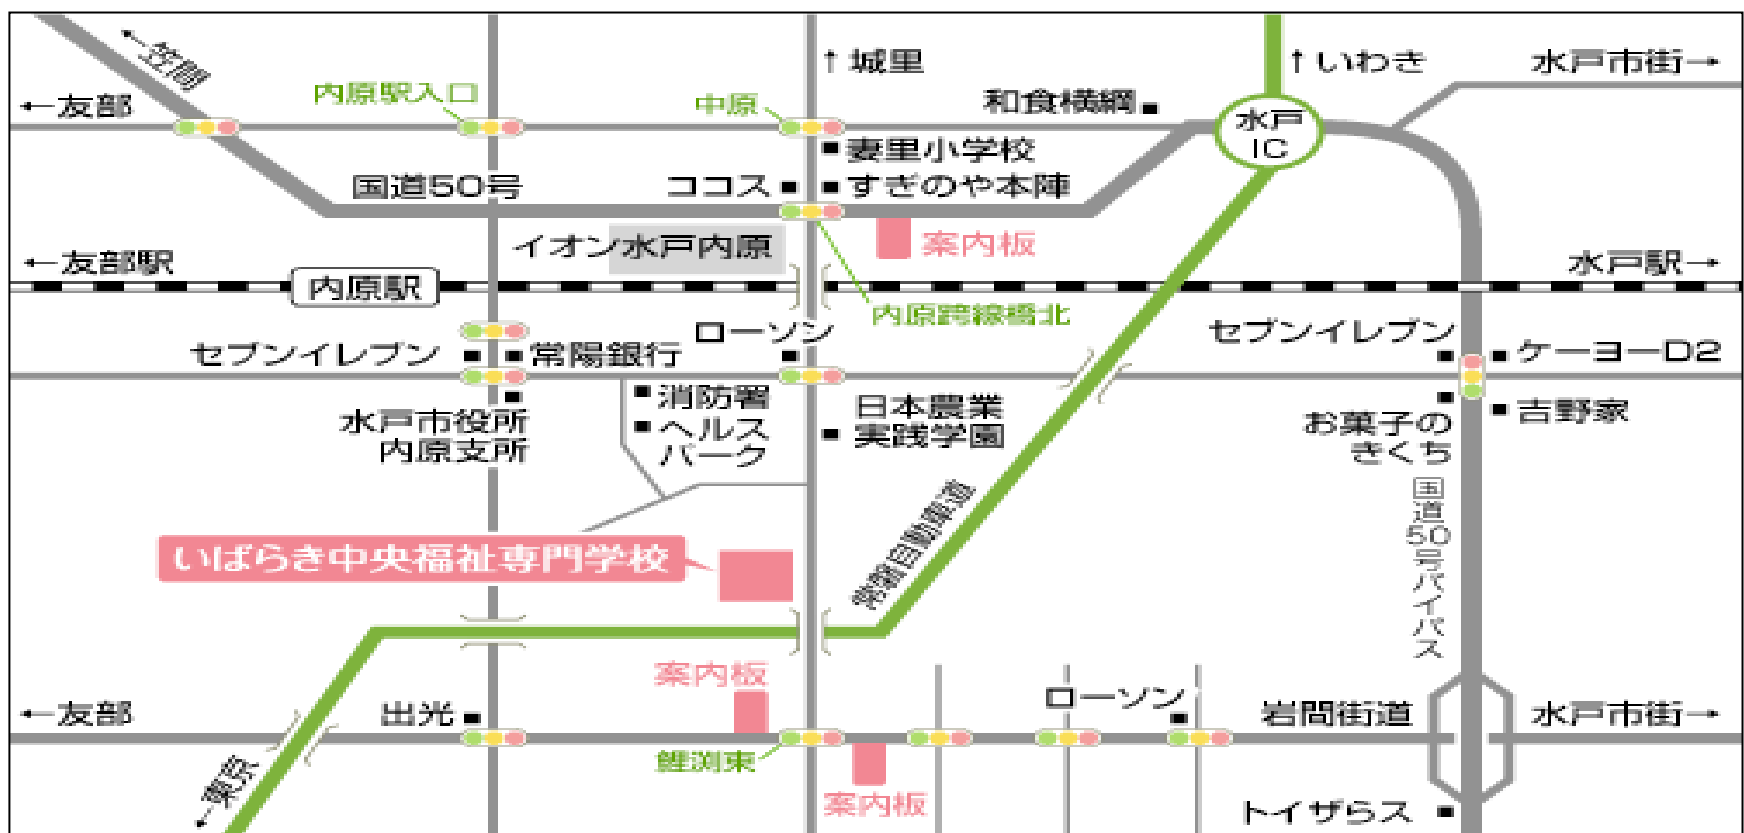 ←笠間
↑城里
↑いわき
水戸市街→
←友部
内原駅入口
中原
和食横綱
水戸
IC
妻里小学校
国道50号
ココス
すぎのや本陣
イオン水戸内原
案内板
←友部駅
水戸駅→
内原駅
内原跨線橋北
セブンイレブン
常陽銀行
ローソン
セブンイレブン
ケーヨーD2
水戸市役所
内原支所
消防署
ヘルス
パーク
日本農業
実践学園
お菓子の
きくち
吉野家
常磐自動車道
国道50号バイパス
いばらき中央福祉専門学校
案内板
←友部
出光
ローソン
岩間街道
水戸市街→
鯉渕東
←東京
案内板
トイザらス